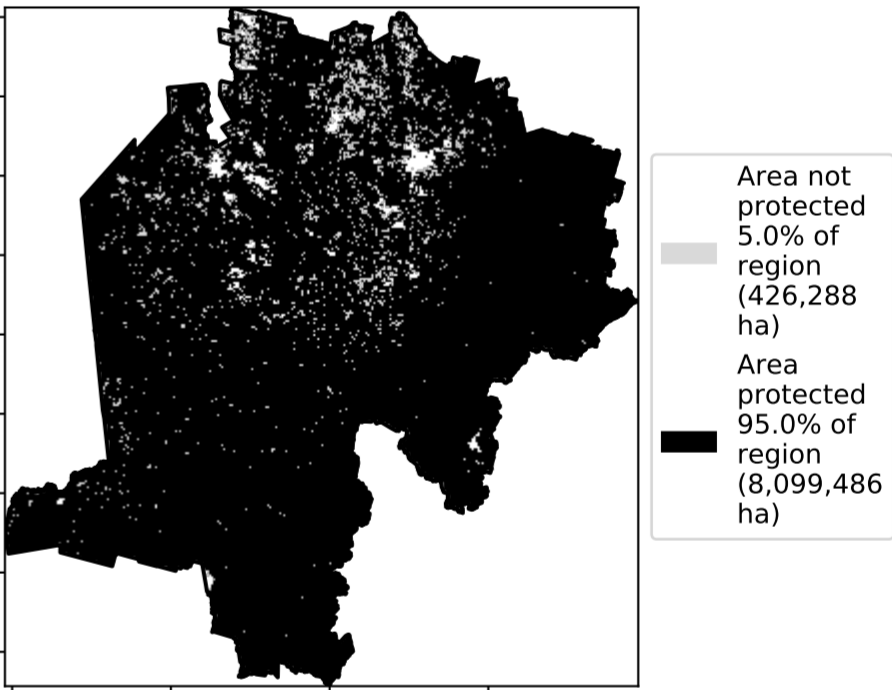 Area not
protected
5.0% of
region
(426,288
ha)
Area
protected
95.0% of
region
(8,099,486
ha)